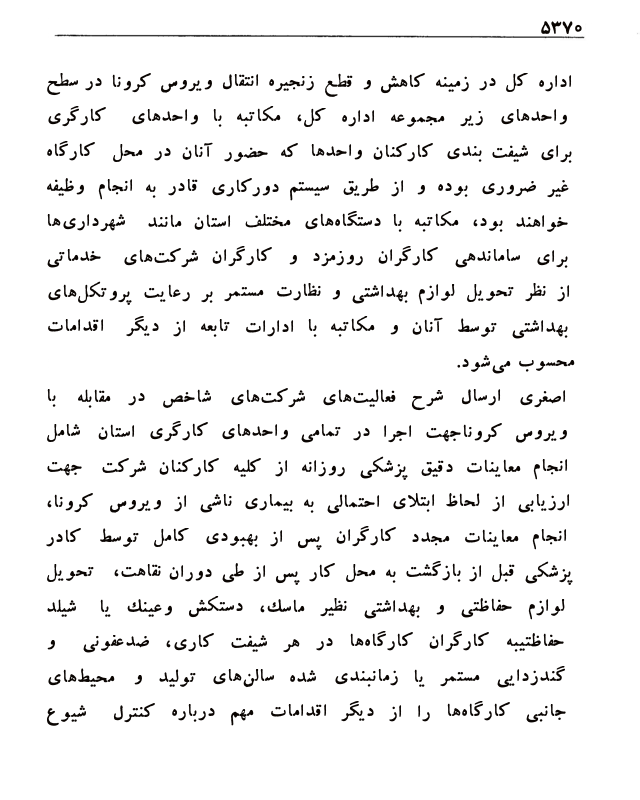 ۵۳۷۰
اداره کل در زمینه کاهش و قطع زنجیره انتقال ویروس کرونا در سطح
واحدهای زیر مجموعه اداره کل، مکاتبه با واحدهای کارگری
برای شیفت بندی کارکنان واحدها که حضور آنان در محل کارگاه
غیر ضروری بوده و از طریق سیستم دورکاری قادر به انجام وظیفه
خواهند بود، مکاتبه با دستگاه‌های مختلف استان مانند شهرداری‌ها
برای ساماندهی کارگران روزمزد و کارگران شرکت‌های خدماتی
از نظر تحویل لوازم بهداشتی و نظارت مستمر بر رعایت پروتکل‌های
بهداشتی توسط آنان و مکاتبه با ادارات تابعه از دیگر اقدامات
محسوب می‌شود.
اصغری ارسال شرح فعالیت‌های شرکت‌های شاخص در مقابله با
ویروس کروناجهت اجرا در تمامی واحدهای کارگری استان شامل
انجام معاینات دقیق پزشکی روزانه از کلیه کارکنان شرکت جهت
ارزیابی از لحاظ ابتلای احتمالی به بیماری ناشی از ویروس کرونا،
انجام معاینات مجدد کارگران پس از بهبودی کامل توسط کادر
پزشکی قبل از بازگشت به محل کار پس از طی دوران نقاهت، تحویل
لوازم حفاظتی و بهداشتی نظیر ماسك، دستکش وعینك یا شیلد
حفاظتیبه کارگران کارگاه‌ها در هر شیفت کاری، ضدعفونی و
گندزدایی مستمر یا زمانبندی شده سالن‌های تولید و محیط‌های
جانبی کارگاه‌ها را از دیگر اقدامات مهم درباره کنترل شیوع